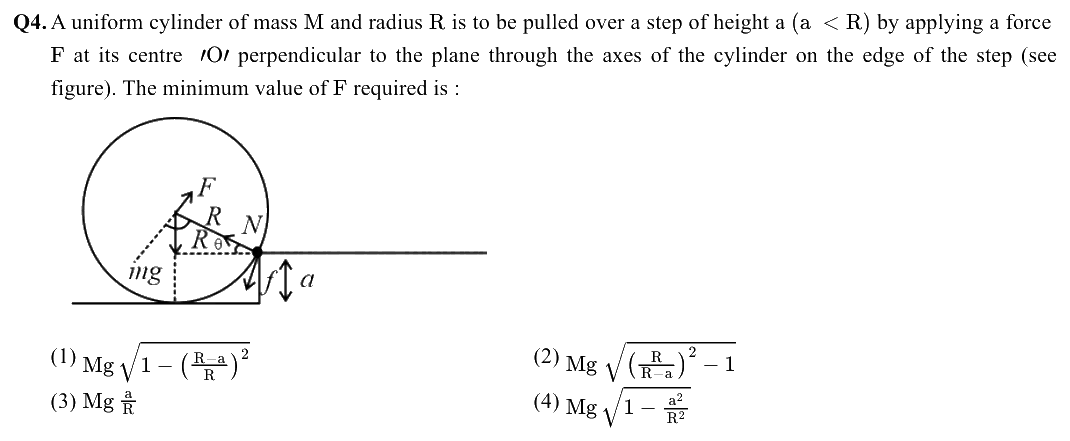 Q4. A uniform cylinder of mass M and radius R is to be pulled over a step of height a (a < R) by applying a force
F at its centre ′O′ perpendicular to the plane through the axes of the cylinder on the edge of the step (see
figure). The minimum value of F required is :
F
R
N
R θ
mg
f
a
(1) Mg √(1 − ((R−a)/R)²)
(2) Mg √((R/(R−a))² − 1)
(3) Mg a/R
(4) Mg √(1 − a²/R²)